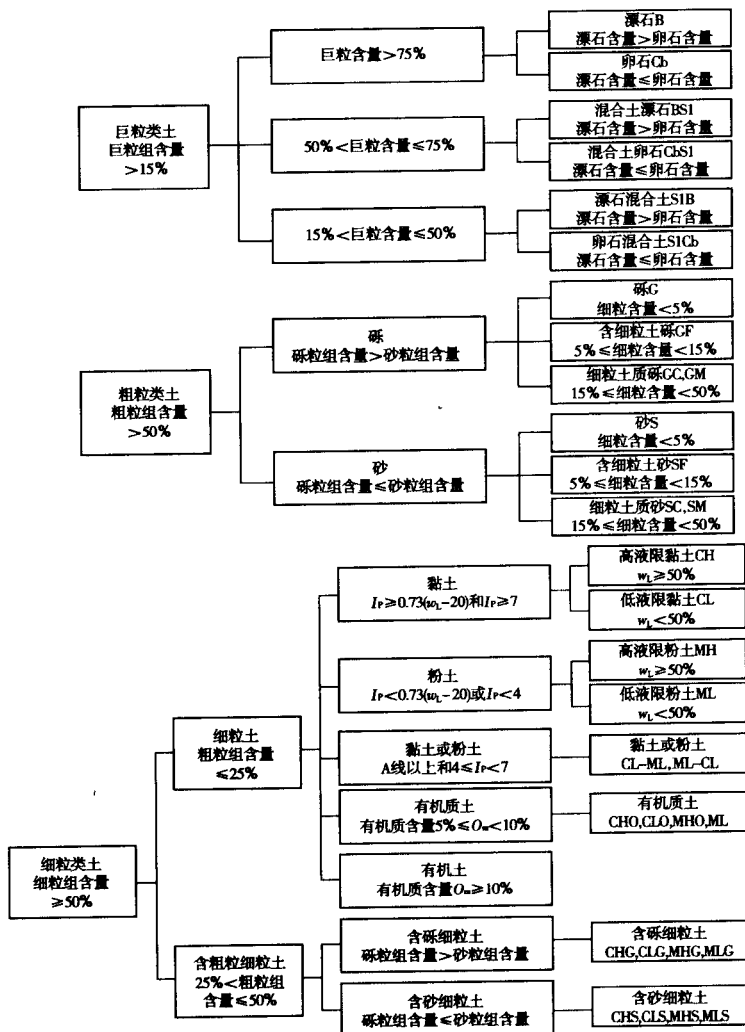 巨粒类土
巨粒组含量
>15%
巨粒含量>75%
漂石B
漂石含量>卵石含量
卵石Cb
漂石含量≤卵石含量
50%<巨粒含量≤75%
混合土漂石BS1
漂石含量>卵石含量
混合土卵石CbS1
漂石含量≤卵石含量
15%<巨粒含量≤50%
漂石混合土S1B
漂石含量>卵石含量
卵石混合土S1Cb
漂石含量≤卵石含量
粗粒类土
粗粒组含量
>50%
砾
砾粒组含量>砂粒组含量
砾G
细粒含量<5%
含细粒土砾GF
5%≤细粒含量<15%
细粒土质砾GC,GM
15%≤细粒含量<50%
砂
砾粒组含量≤砂粒组含量
砂S
细粒含量<5%
含细粒土砂SF
5%≤细粒含量<15%
细粒土质砂SC,SM
15%≤细粒含量<50%
细粒类土
细粒组含量
≥50%
细粒土
粗粒组含量
≤25%
黏土
IP≥0.73(wL-20)和IP≥7
高液限黏土CH
wL≥50%
低液限黏土CL
wL<50%
粉土
IP<0.73(wL-20)或IP<4
高液限粉土MH
wL≥50%
低液限粉土ML
wL<50%
黏土或粉土
A线以上和4≤IP<7
黏土或粉土
CL-ML,ML-CL
有机质土
有机质含量5%≤Om<10%
有机质土
CHO,CLO,MHO,ML
有机土
有机质含量Om≥10%
含粗粒细粒土
25%<粗粒组
含量≤50%
含砾细粒土
砾粒组含量>砂粒组含量
含砾细粒土
CHG,CLG,MHG,MLG
含砂细粒土
砾粒组含量≤砂粒组含量
含砂细粒土
CHS,CLS,MHS,MLS